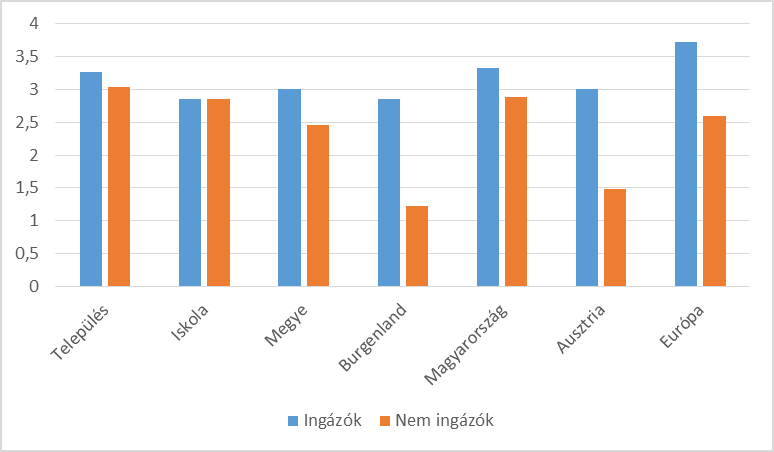 4
3,5
3
2,5
2
1,5
1
0,5
0
Település
Iskola
Megye
Burgenland
Magyarország
Ausztria
Európa
Ingázók
Nem ingázók